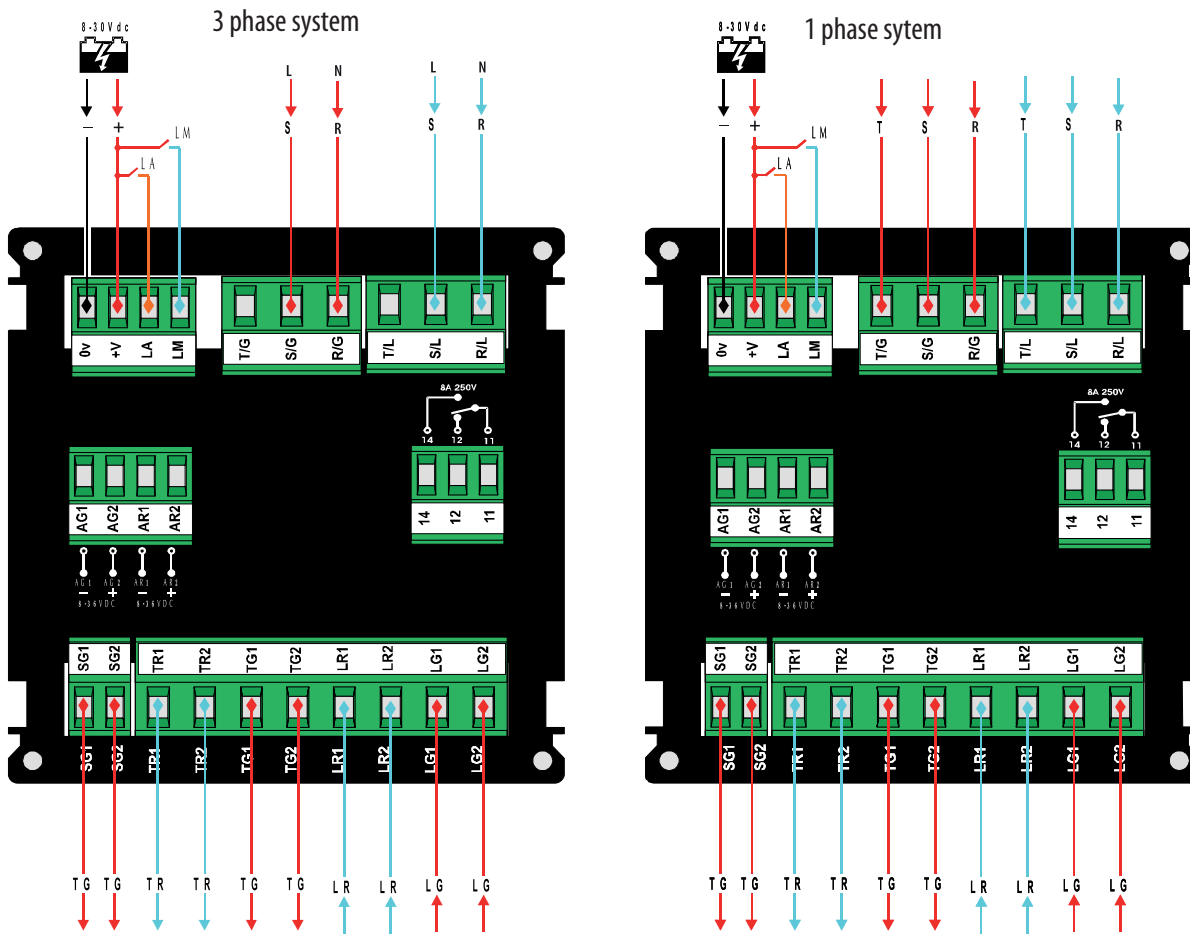 3 phase system
8-30Vdc
L N L N
− +
S R S R
LM
LA
0v +V LA LM
T/G S/G R/G
T/L S/L R/L
8A 250V
14 12 11
14 12 11
AG1 AG2 AR1 AR2
AG1 AG2 AR1 AR2
− + − +
8-36VDC
SG1 SG2 TR1 TR2 TG1 TG2 LR1 LR2 LG1 LG2
SG1 SG2 TR1 TR2 TG1 TG2 LR1 LR2 LG1 LG2
TG TG TR TR TG TG LR LR LG LG
1 phase sytem
8-30Vdc
− +
T S R T S R
LM
LA
0v +V LA LM
T/G S/G R/G
T/L S/L R/L
8A 250V
14 12 11
14 12 11
AG1 AG2 AR1 AR2
AG1 AG2 AR1 AR2
− + − +
8-36VDC
SG1 SG2 TR1 TR2 TG1 TG2 LR1 LR2 LG1 LG2
SG1 SG2 TR1 TR2 TG1 TG2 LR1 LR2 LG1 LG2
TG TG TR TR TG TG LR LR LG LG